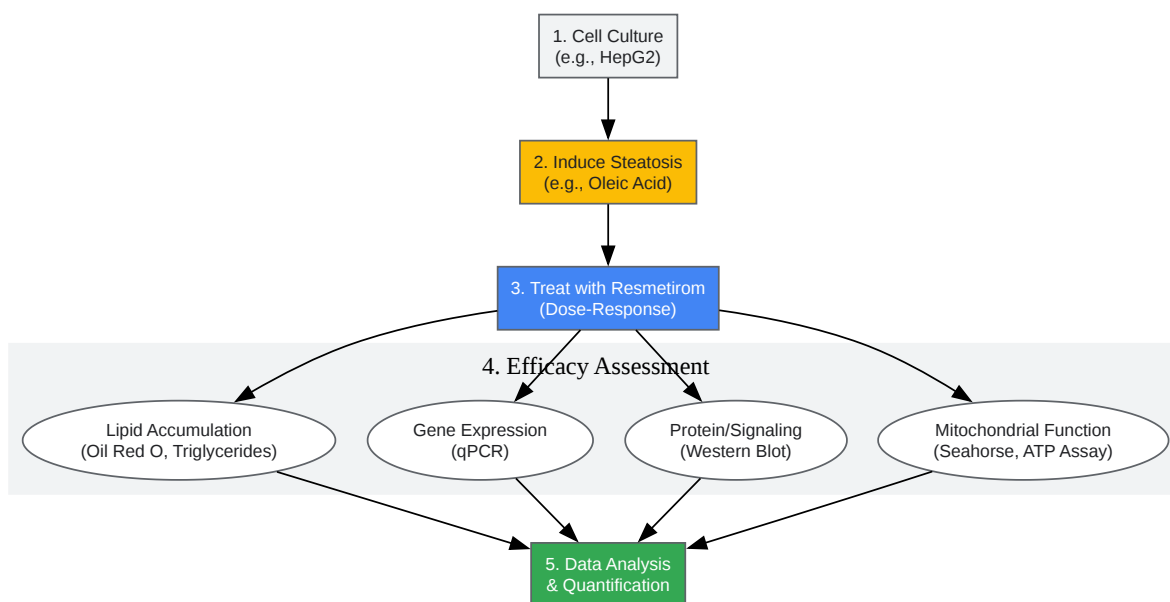 1. Cell Culture
(e.g., HepG2)
2. Induce Steatosis
(e.g., Oleic Acid)
3. Treat with Resmetirom
(Dose-Response)
4. Efficacy Assessment
Lipid Accumulation
(Oil Red O, Triglycerides)
Gene Expression
(qPCR)
Protein/Signaling
(Western Blot)
Mitochondrial Function
(Seahorse, ATP Assay)
5. Data Analysis
& Quantification